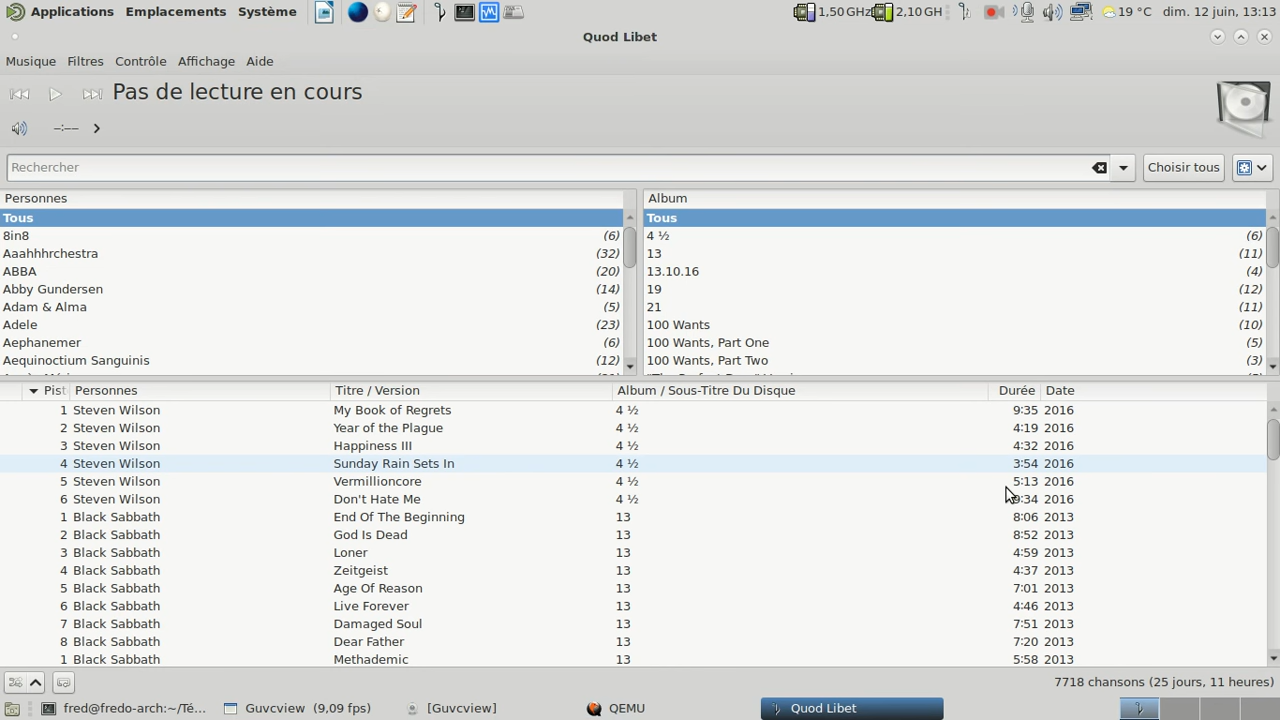 Applications Emplacements Système 1,50 GHz 2,10 GH 19 °C dim. 12 juin, 13:13
Quod Libet
Musique Filtres Contrôle Affichage Aide
Pas de lecture en cours
-:--
Rechercher Choisir tous
Personnes Album
Tous Tous
8in8 (6) 4 ½ (6)
Aaahhhrchestra (32) 13 (11)
ABBA (20) 13.10.16 (4)
Abby Gundersen (14) 19 (12)
Adam & Alma (5) 21 (11)
Adele (23) 100 Wants (10)
Aephanemer (6) 100 Wants, Part One (5)
Aequinoctium Sanguinis (12) 100 Wants, Part Two (3)
Pist Personnes Titre / Version Album / Sous-Titre Du Disque Durée Date
1 Steven Wilson My Book of Regrets 4 ½ 9:35 2016
2 Steven Wilson Year of the Plague 4 ½ 4:19 2016
3 Steven Wilson Happiness III 4 ½ 4:32 2016
4 Steven Wilson Sunday Rain Sets In 4 ½ 3:54 2016
5 Steven Wilson Vermillioncore 4 ½ 5:13 2016
6 Steven Wilson Don't Hate Me 4 ½ :34 2016
1 Black Sabbath End Of The Beginning 13 8:06 2013
2 Black Sabbath God Is Dead 13 8:52 2013
3 Black Sabbath Loner 13 4:59 2013
4 Black Sabbath Zeitgeist 13 4:37 2013
5 Black Sabbath Age Of Reason 13 7:01 2013
6 Black Sabbath Live Forever 13 4:46 2013
7 Black Sabbath Damaged Soul 13 7:51 2013
8 Black Sabbath Dear Father 13 7:20 2013
1 Black Sabbath Methademic 13 5:58 2013
7718 chansons (25 jours, 11 heures)
fred@fredo-arch:~/Té... Guvcview (9,09 fps) [Guvcview] QEMU Quod Libet